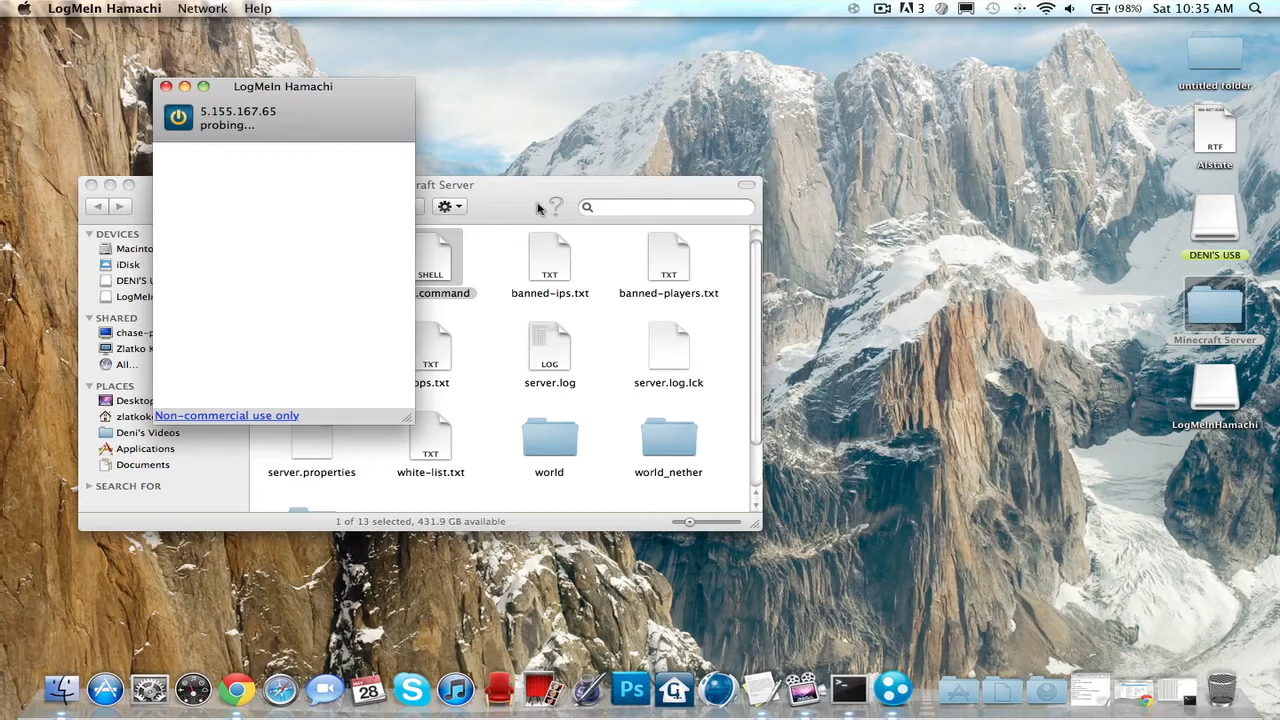 LogMeIn Hamachi Network Help
3 (98%) Sat 10:35 AM
LogMeIn Hamachi
5.155.167.65
probing...
Non-commercial use only
raft Server
DEVICES
Macinto
iDisk
DENI'S U
LogMeIn
SHARED
chase-p
Zlatko K
All...
PLACES
Desktop
zlatkoko
Deni's Videos
Applications
Documents
SEARCH FOR
SHELL
TXT
TXT
.command
banned-ips.txt
banned-players.txt
TXT
LOG
ops.txt
server.log
server.log.lck
TXT
server.properties
white-list.txt
world
world_nether
1 of 13 selected, 431.9 GB available
untitled folder
RTF
AIstate
DENI'S USB
Minecraft Server
LogMeInHamachi
28
Ps